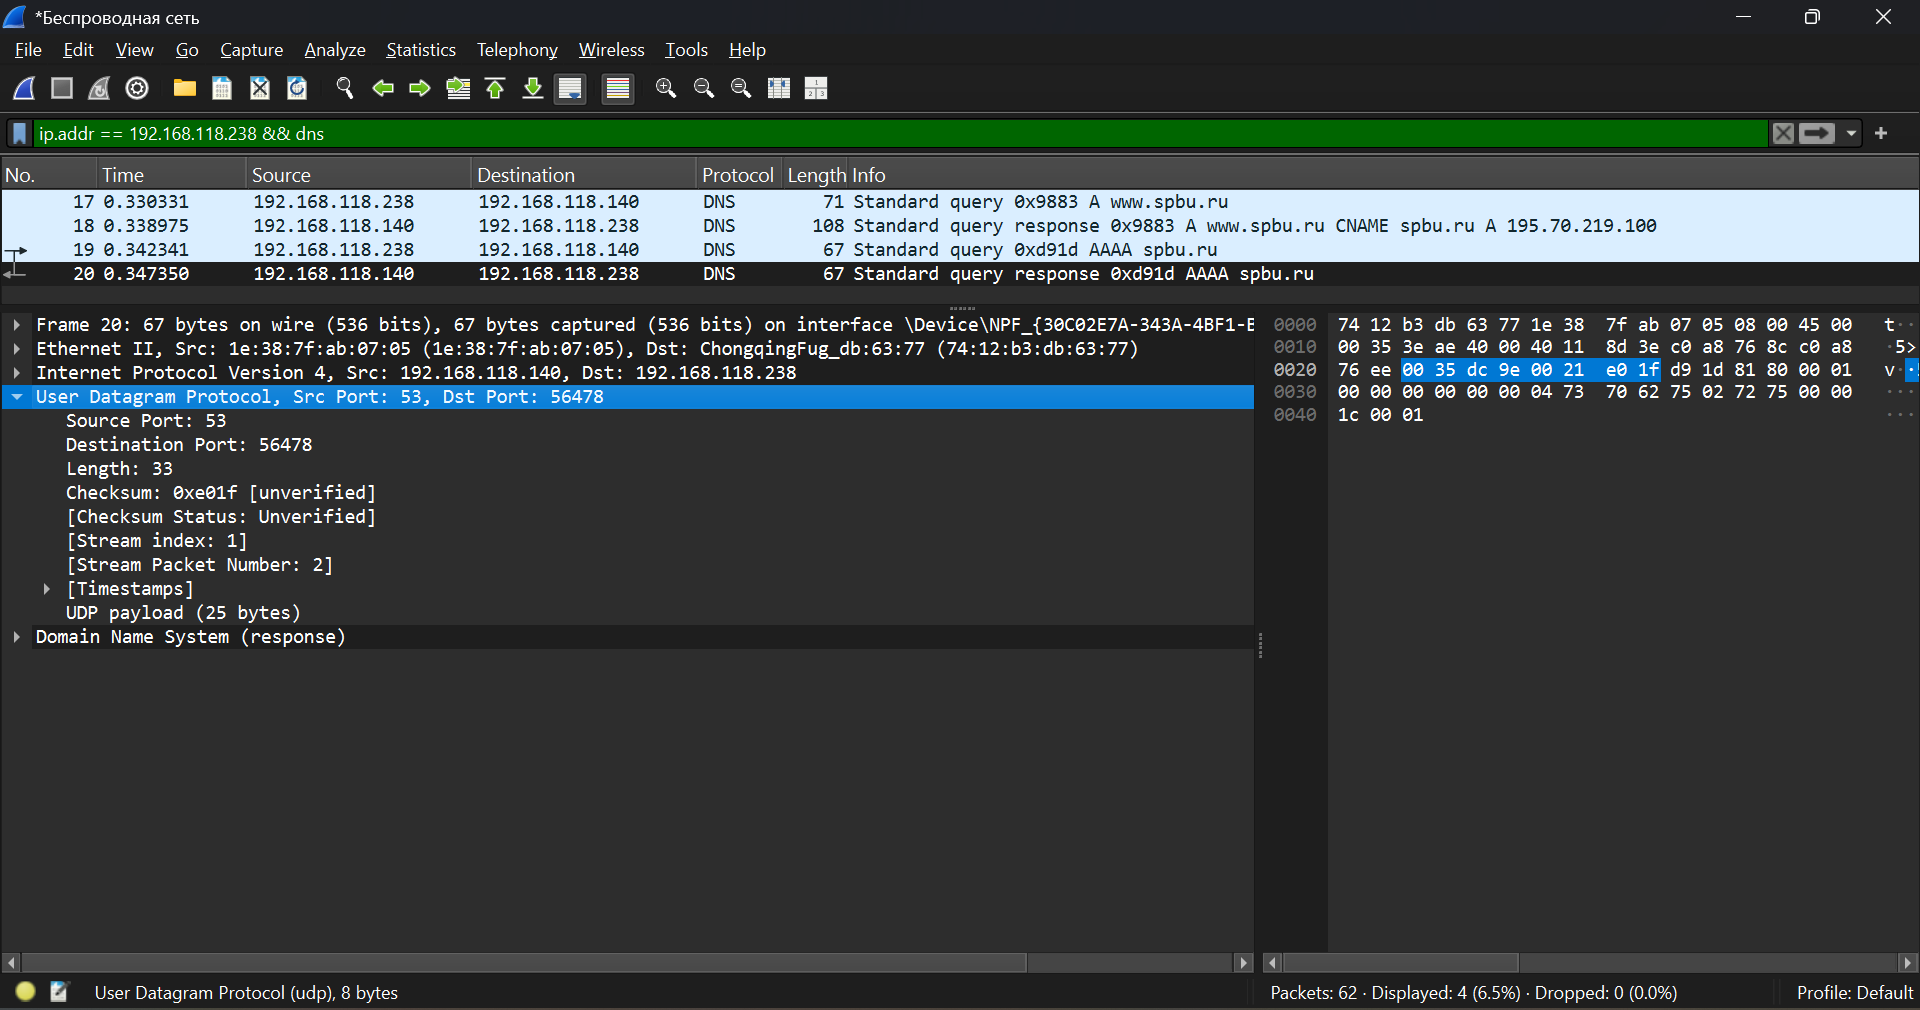 *Беспроводная сеть
File Edit View Go Capture Analyze Statistics Telephony Wireless Tools Help
ip.addr == 192.168.118.238 && dns
No. Time Source Destination Protocol Length Info
17 0.330331 192.168.118.238 192.168.118.140 DNS 71 Standard query 0x9883 A www.spbu.ru
18 0.338975 192.168.118.140 192.168.118.238 DNS 108 Standard query response 0x9883 A www.spbu.ru CNAME spbu.ru A 195.70.219.100
19 0.342341 192.168.118.238 192.168.118.140 DNS 67 Standard query 0xd91d AAAA spbu.ru
20 0.347350 192.168.118.140 192.168.118.238 DNS 67 Standard query response 0xd91d AAAA spbu.ru
Frame 20: 67 bytes on wire (536 bits), 67 bytes captured (536 bits) on interface \Device\NPF_{30C02E7A-343A-4BF1-E
Ethernet II, Src: 1e:38:7f:ab:07:05 (1e:38:7f:ab:07:05), Dst: ChongqingFug_db:63:77 (74:12:b3:db:63:77)
Internet Protocol Version 4, Src: 192.168.118.140, Dst: 192.168.118.238
User Datagram Protocol, Src Port: 53, Dst Port: 56478
Source Port: 53
Destination Port: 56478
Length: 33
Checksum: 0xe01f [unverified]
[Checksum Status: Unverified]
[Stream index: 1]
[Stream Packet Number: 2]
[Timestamps]
UDP payload (25 bytes)
Domain Name System (response)
0000 74 12 b3 db 63 77 1e 38 7f ab 07 05 08 00 45 00 t··
0010 00 35 3e ae 40 00 40 11 8d 3e c0 a8 76 8c c0 a8 ·5>
0020 76 ee 00 35 dc 9e 00 21 e0 1f d9 1d 81 80 00 01 v··
0030 00 00 00 00 00 00 04 73 70 62 75 02 72 75 00 00 ···
0040 1c 00 01 ···
User Datagram Protocol (udp), 8 bytes
Packets: 62 · Displayed: 4 (6.5%) · Dropped: 0 (0.0%)
Profile: Default